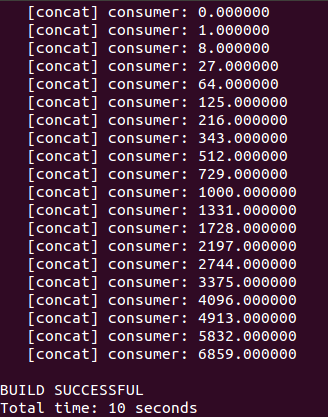 [concat] consumer: 0.000000
[concat] consumer: 1.000000
[concat] consumer: 8.000000
[concat] consumer: 27.000000
[concat] consumer: 64.000000
[concat] consumer: 125.000000
[concat] consumer: 216.000000
[concat] consumer: 343.000000
[concat] consumer: 512.000000
[concat] consumer: 729.000000
[concat] consumer: 1000.000000
[concat] consumer: 1331.000000
[concat] consumer: 1728.000000
[concat] consumer: 2197.000000
[concat] consumer: 2744.000000
[concat] consumer: 3375.000000
[concat] consumer: 4096.000000
[concat] consumer: 4913.000000
[concat] consumer: 5832.000000
[concat] consumer: 6859.000000
BUILD SUCCESSFUL
Total time: 10 seconds